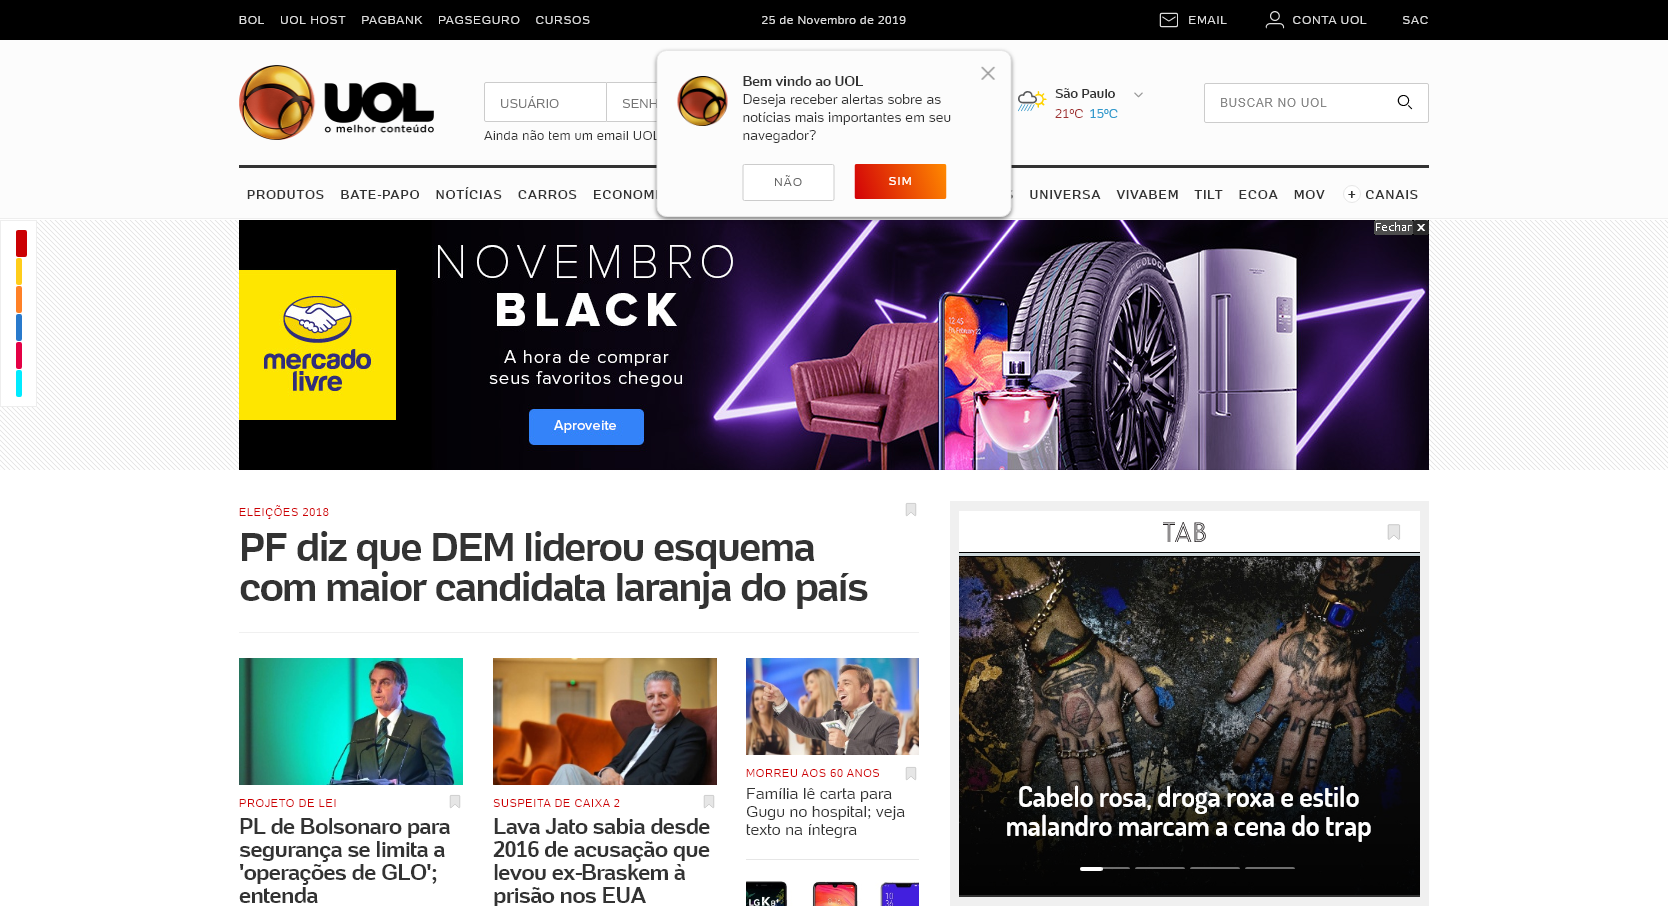 BOL UOL HOST PAGBANK PAGSEGURO CURSOS
25 de Novembro de 2019
EMAIL CONTA UOL SAC
UOL
o melhor conteúdo
USUÁRIO
SENH
Ainda não tem um email UOL
Bem vindo ao UOL
Deseja receber alertas sobre as
notícias mais importantes em seu
navegador?
NÃO SIM
São Paulo
21ºC 15ºC
BUSCAR NO UOL
PRODUTOS BATE-PAPO NOTÍCIAS CARROS ECONOM
UNIVERSA VIVABEM TILT ECOA MOV + CANAIS
Fechar X
mercado
livre
NOVEMBRO
BLACK
A hora de comprar
seus favoritos chegou
Aproveite
ELEIÇÕES 2018
PF diz que DEM liderou esquema
com maior candidata laranja do país
PROJETO DE LEI
PL de Bolsonaro para
segurança se limita a
'operações de GLO';
entenda
SUSPEITA DE CAIXA 2
Lava Jato sabia desde
2016 de acusação que
levou ex-Braskem à
prisão nos EUA
MORREU AOS 60 ANOS
Família lê carta para
Gugu no hospital; veja
texto na íntegra
LG K9+
TAB
Cabelo rosa, droga roxa e estilo
malandro marcam a cena do trap